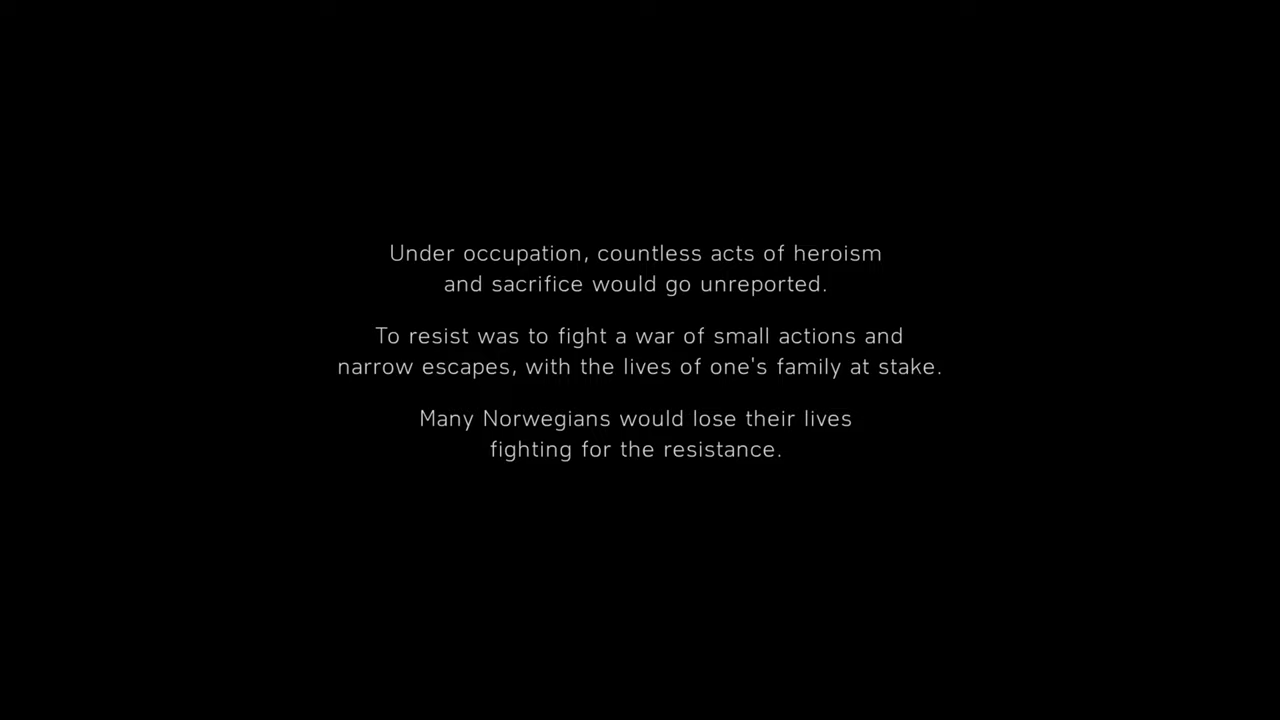 Under occupation, countless acts of heroism
and sacrifice would go unreported.
To resist was to fight a war of small actions and
narrow escapes, with the lives of one's family at stake.
Many Norwegians would lose their lives
fighting for the resistance.